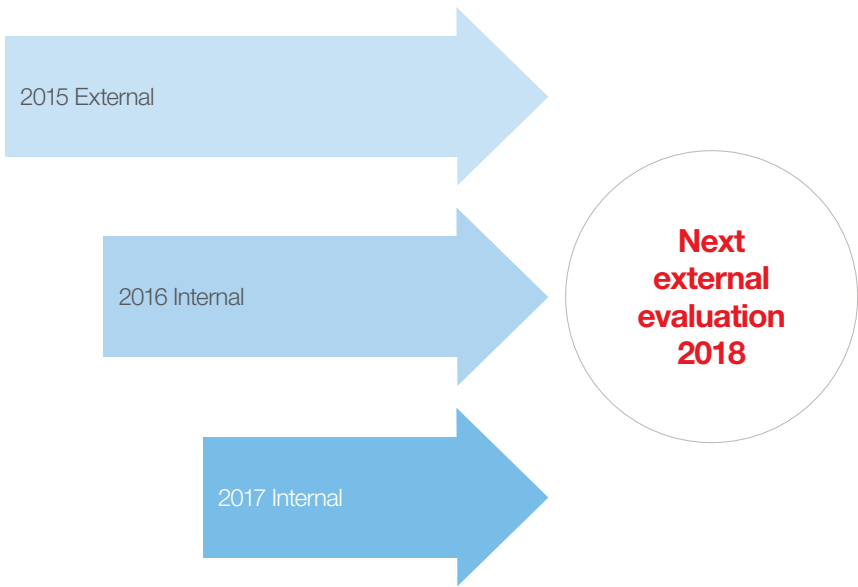 2015 External
2016 Internal
2017 Internal
Next
external
evaluation
2018